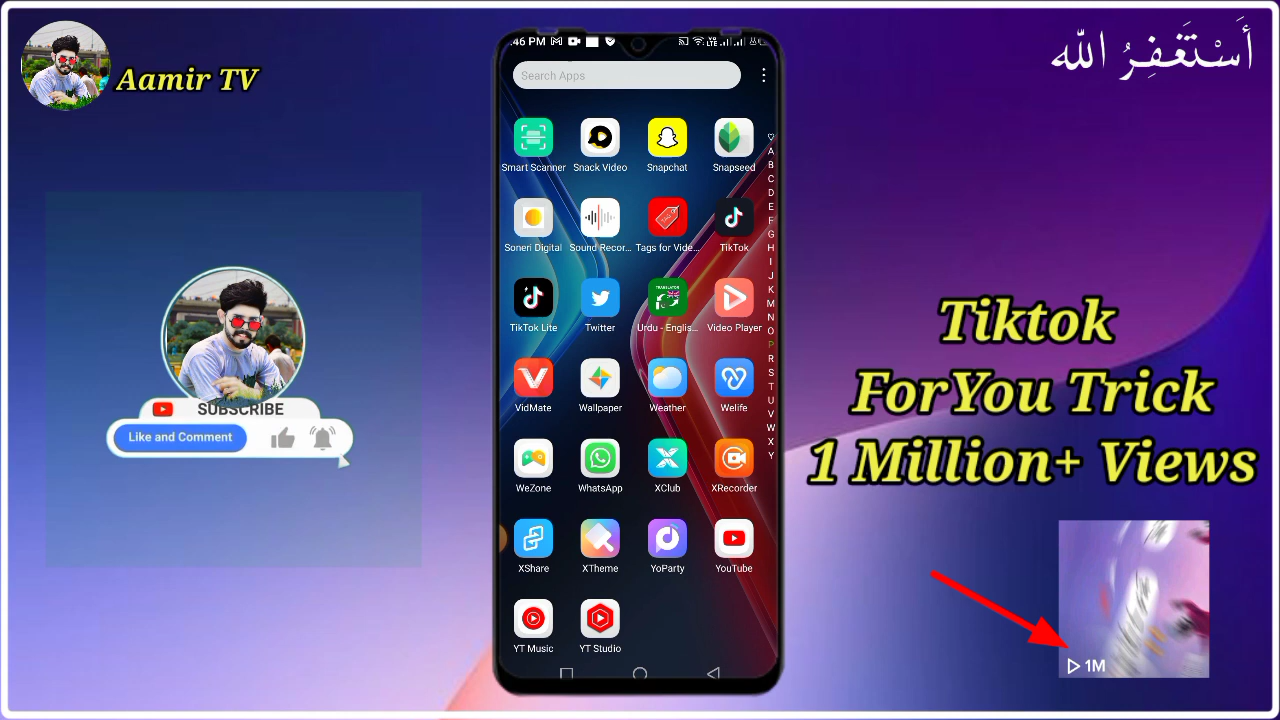 Aamir TV
أَسْتَغْفِرُ اللّٰه
:46 PM
Search Apps
Smart Scanner
Snack Video
Snapchat
Snapseed
Soneri Digital
Sound Recor...
Tags for Vide...
TikTok
TikTok Lite
Twitter
Urdu - Englis...
Video Player
VidMate
Wallpaper
Weather
Welife
WeZone
WhatsApp
XClub
XRecorder
XShare
XTheme
YoParty
YouTube
YT Music
YT Studio
A
B
C
D
E
F
G
H
I
J
K
M
N
O
P
R
S
T
U
V
W
X
Y
SUBSCRIBE
Like and Comment
Tiktok
ForYou Trick
1 Million+ Views
1M